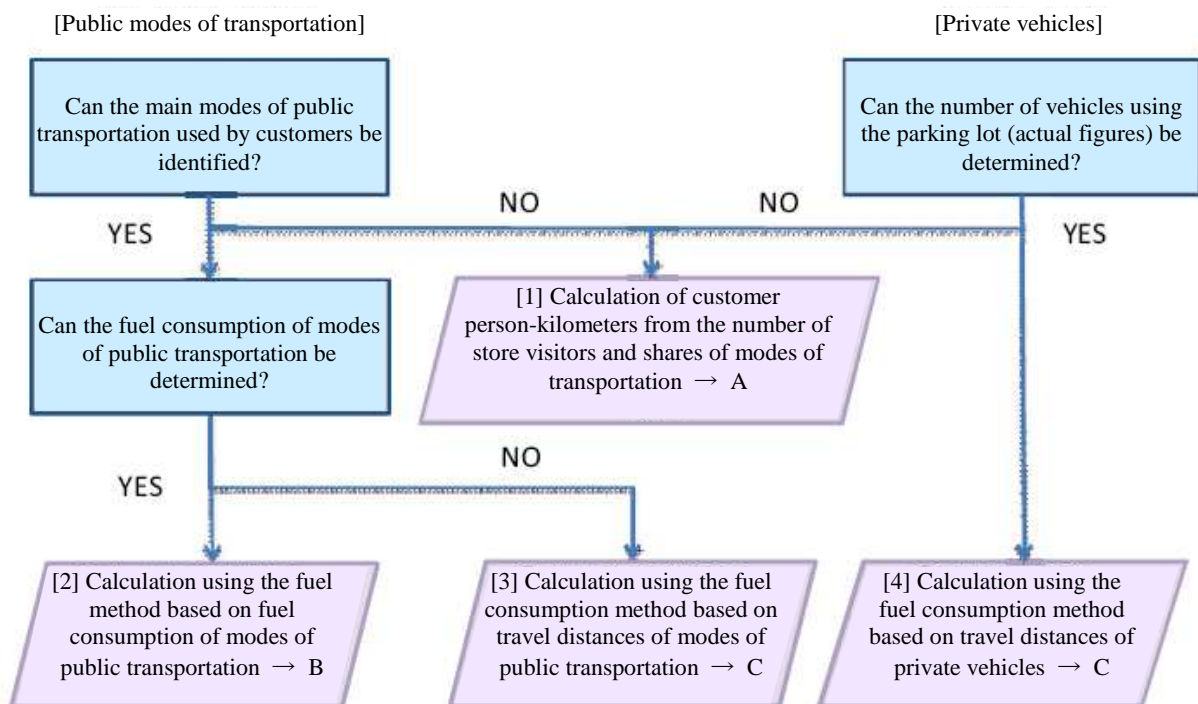 [Public modes of transportation]
[Private vehicles]
Can the main modes of public
transportation used by customers be
identified?
Can the number of vehicles using
the parking lot (actual figures) be
determined?
NO
NO
YES
YES
[1] Calculation of customer
person-kilometers from the number of
store visitors and shares of modes of
transportation → A
Can the fuel consumption of modes
of public transportation be
determined?
NO
YES
[2] Calculation using the fuel
method based on fuel
consumption of modes of
public transportation → B
[3] Calculation using the fuel
consumption method based on
travel distances of modes of
public transportation → C
[4] Calculation using the
fuel consumption method
based on travel distances of
private vehicles → C